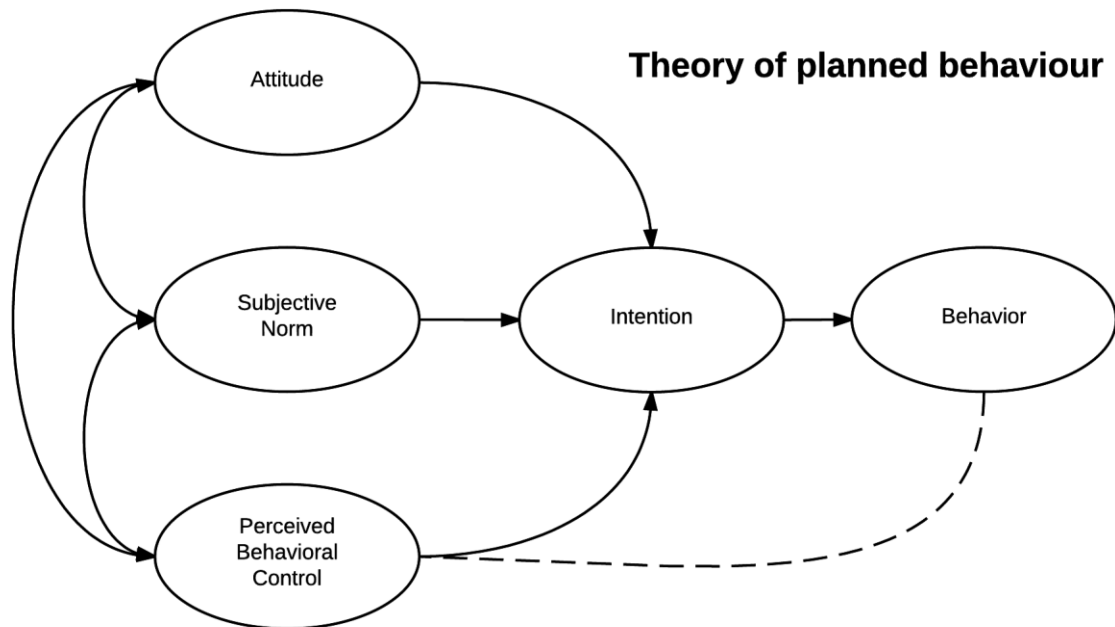 Theory of planned behaviour
Attitude
Subjective
Norm
Intention
Behavior
Perceived
Behavioral
Control